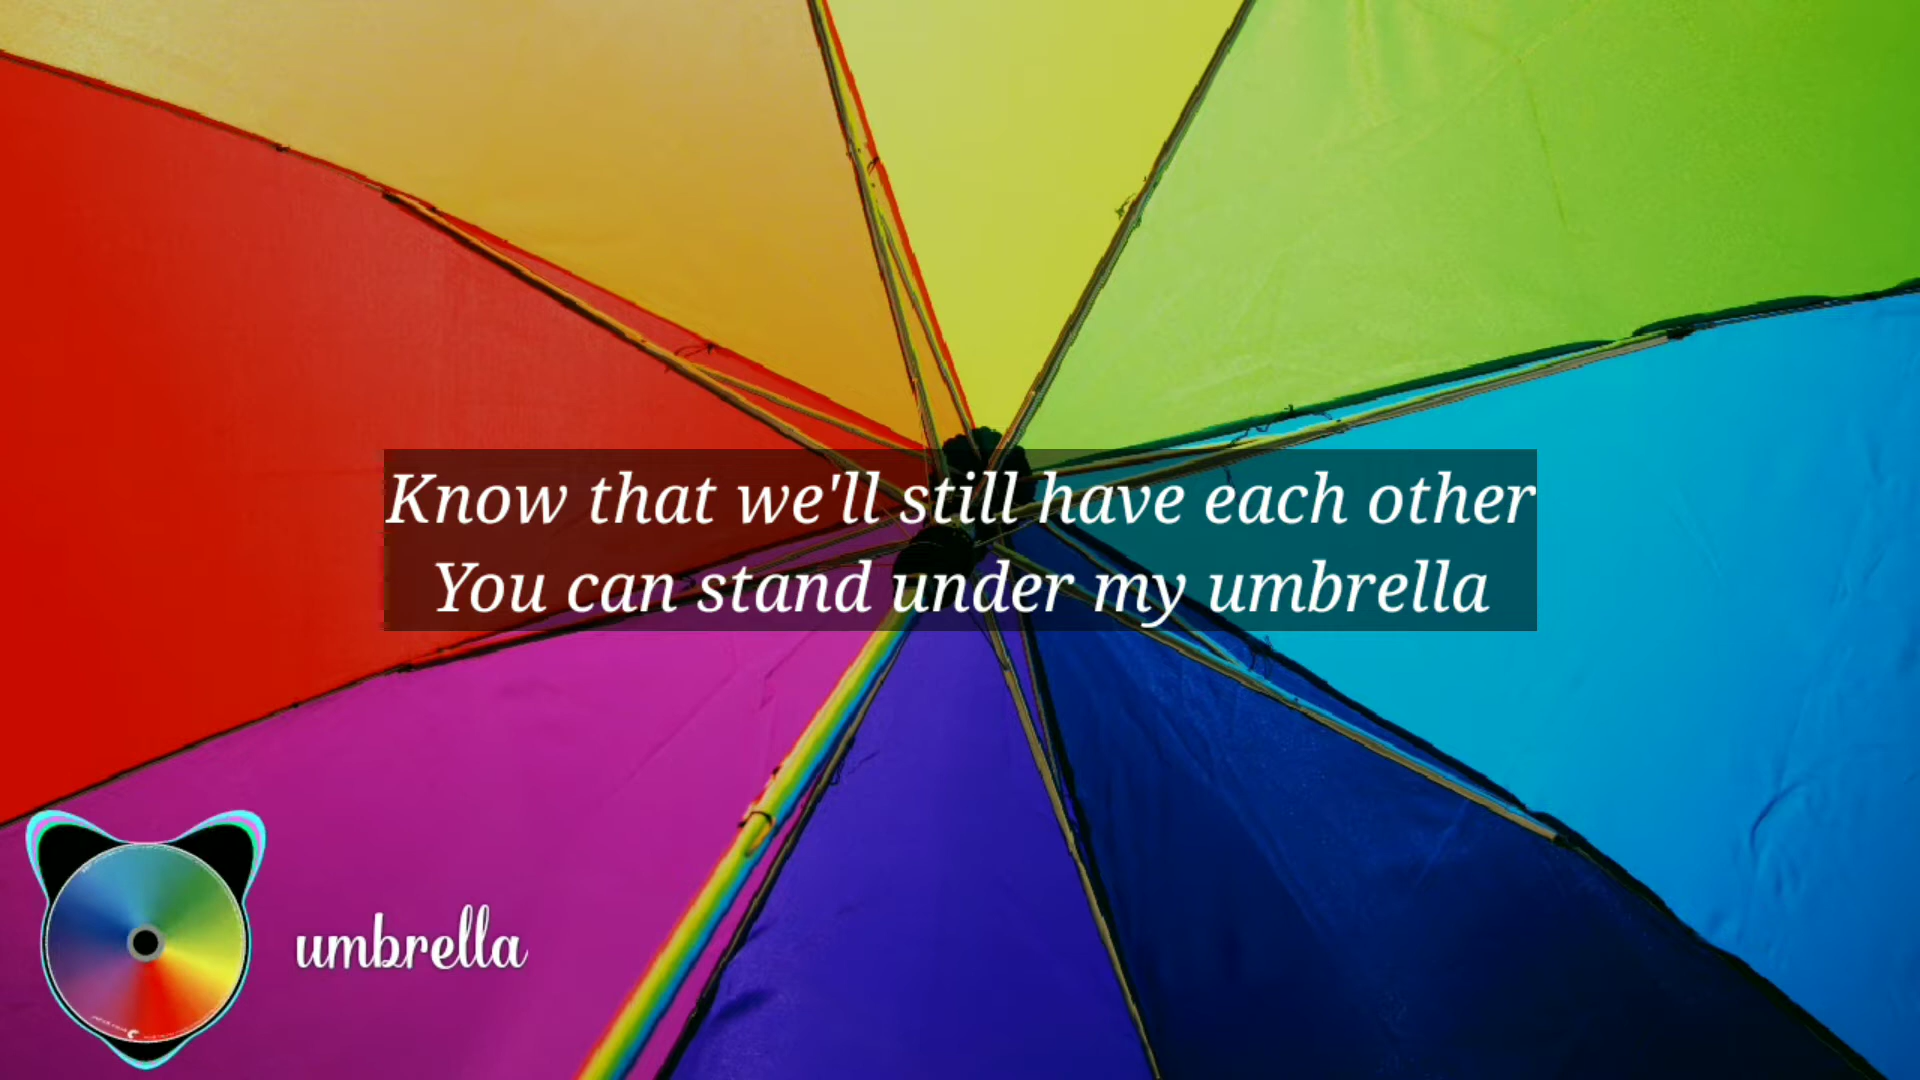 Know that we'll still have each other
You can stand under my umbrella
umbrella